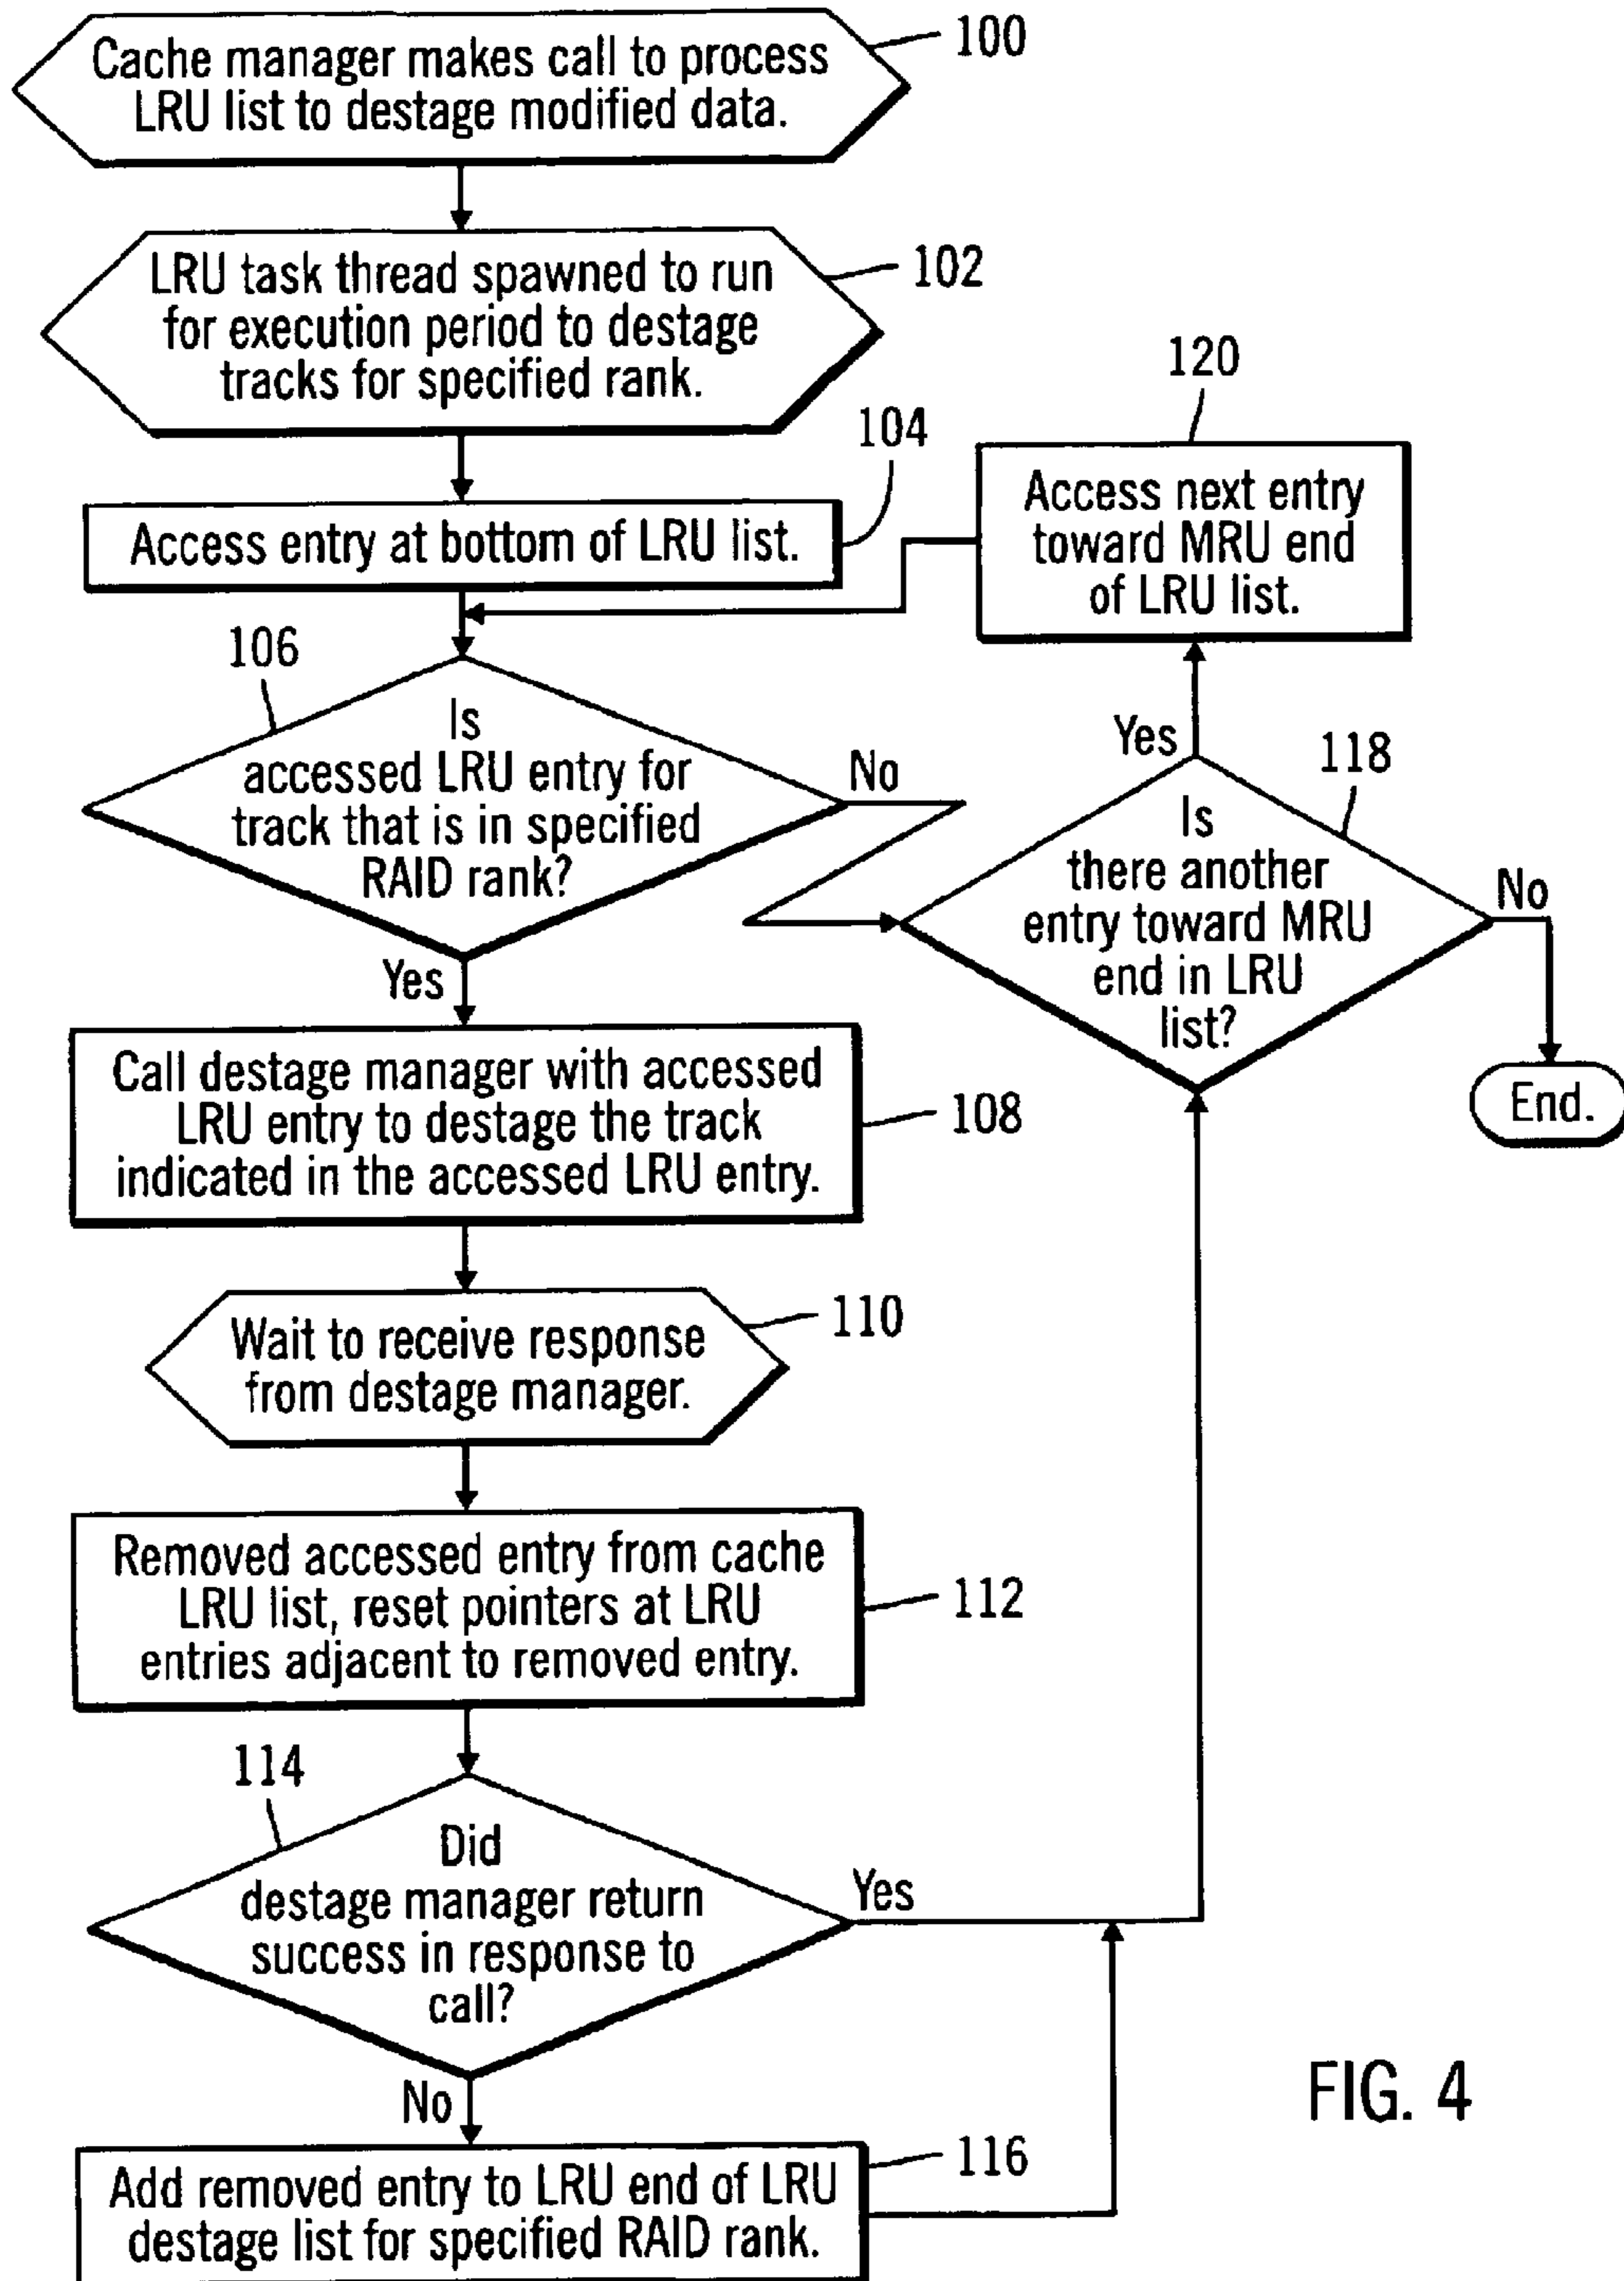 Cache manager makes call to process
LRU list to destage modified data.
100
LRU task thread spawned to run
for execution period to destage
tracks for specified rank.
102
104
Access entry at bottom of LRU list.
120
Access next entry
toward MRU end
of LRU list.
106
Is
accessed LRU entry for
track that is in specified
RAID rank?
No
Yes
Yes
118
Is
there another
entry toward MRU
end in LRU
list?
No
End.
Call destage manager with accessed
LRU entry to destage the track
indicated in the accessed LRU entry.
108
Wait to receive response
from destage manager.
110
Removed accessed entry from cache
LRU list, reset pointers at LRU
entries adjacent to removed entry.
112
114
Did
destage manager return
success in response to
call?
Yes
No
Add removed entry to LRU end of LRU
destage list for specified RAID rank.
116
FIG. 4